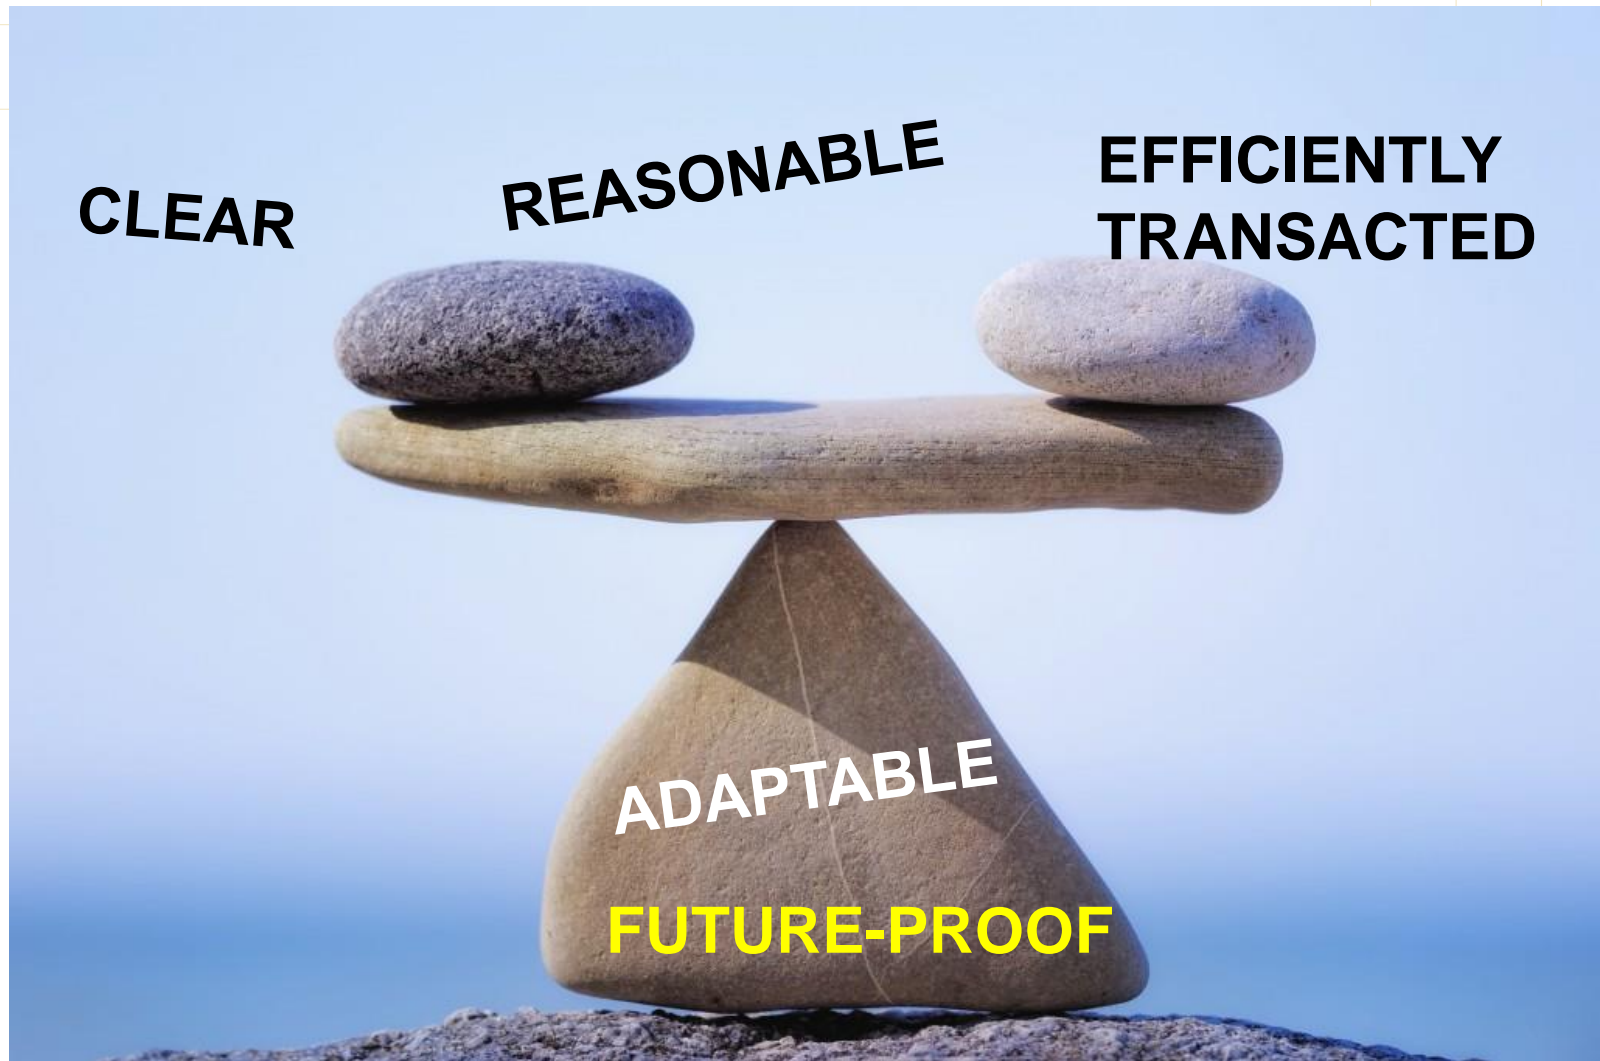 CLEAR
REASONABLE
EFFICIENTLY
TRANSACTED
ADAPTABLE
FUTURE-PROOF